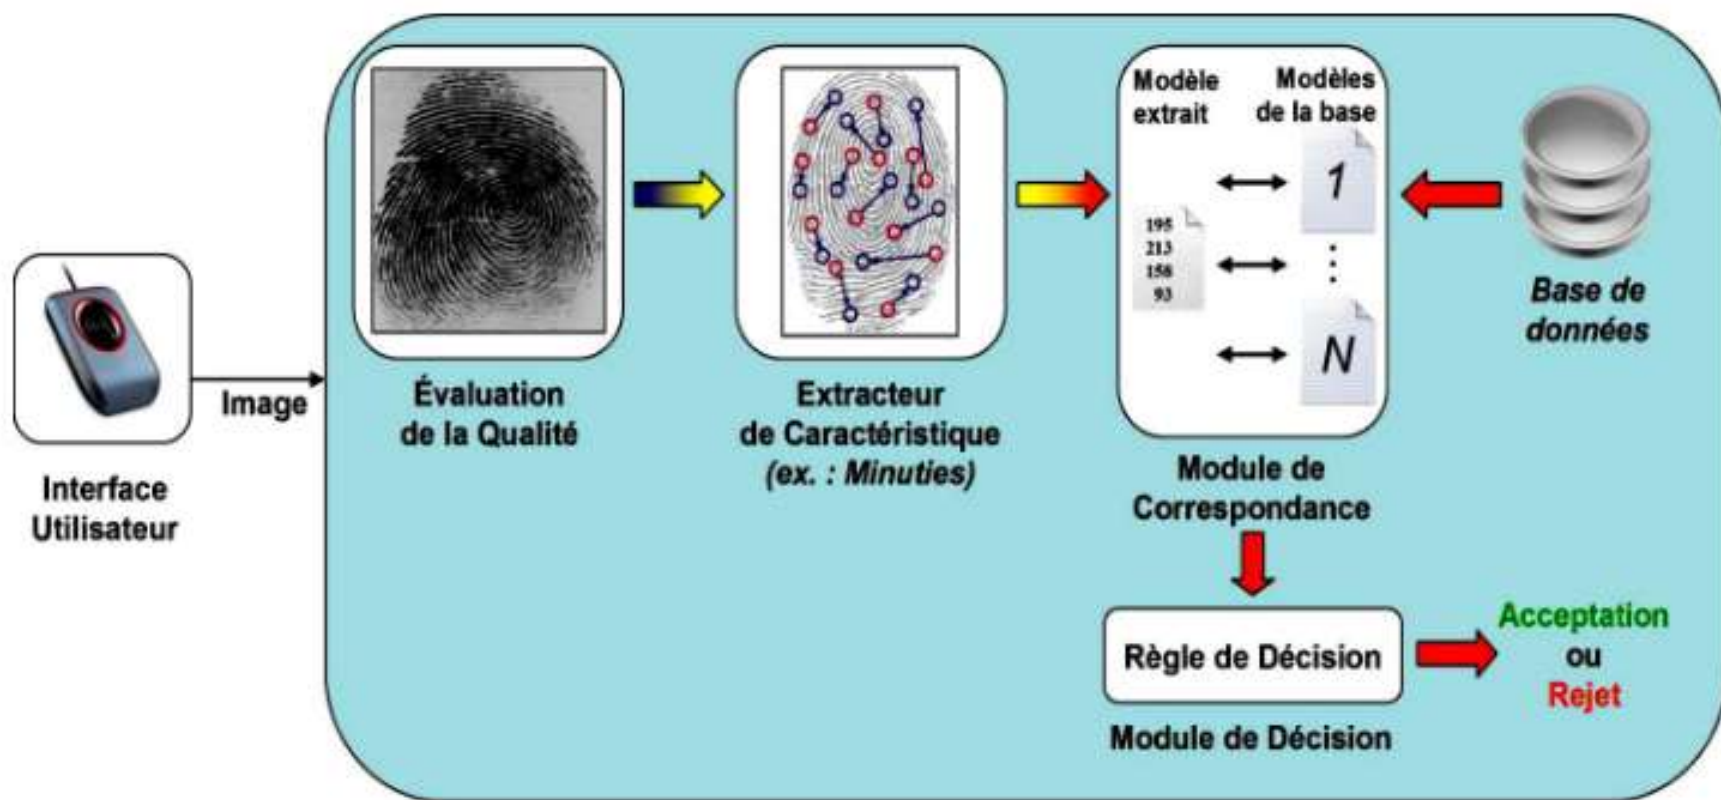 Interface
Utilisateur
Image
Évaluation
de la Qualité
Extracteur
de Caractéristique
(ex. : Minuties)
Modèle
extrait
Modèles
de la base
195
213
158
93
1
N
Module de
Correspondance
Base de
données
Règle de Décision
Module de Décision
Acceptation
ou
Rejet